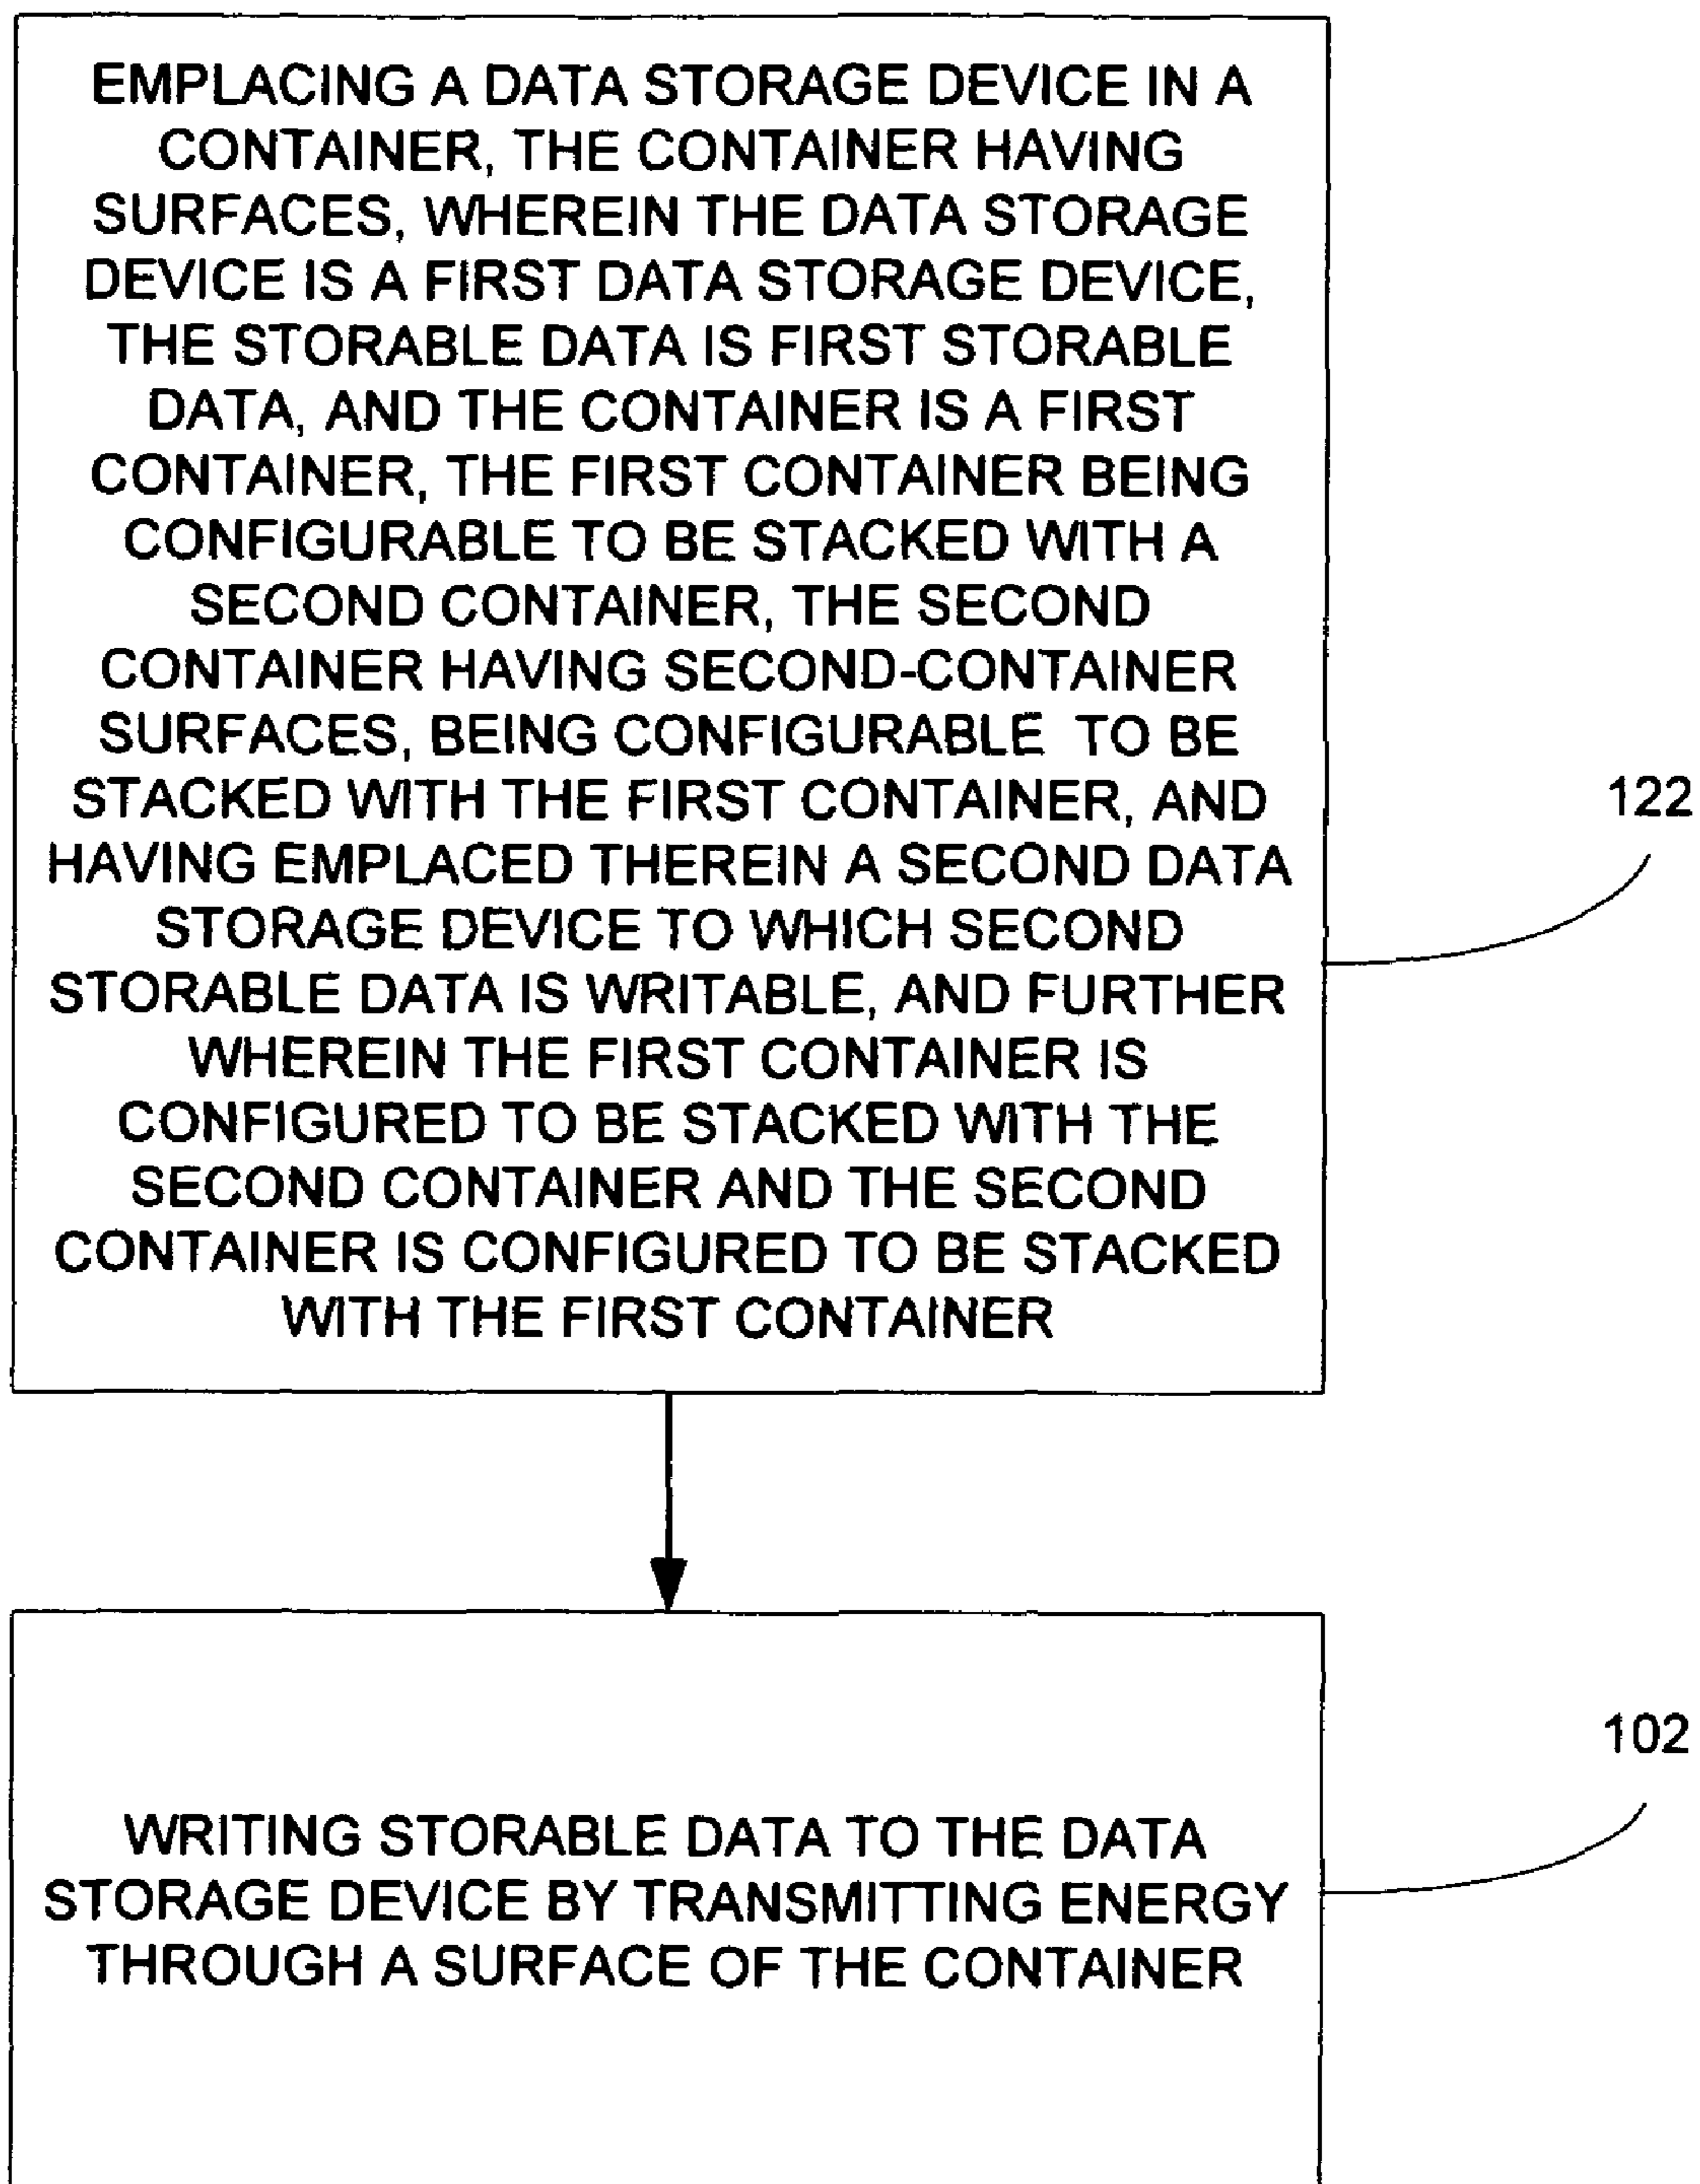 EMPLACING A DATA STORAGE DEVICE IN A
CONTAINER, THE CONTAINER HAVING
SURFACES, WHEREIN THE DATA STORAGE
DEVICE IS A FIRST DATA STORAGE DEVICE,
THE STORABLE DATA IS FIRST STORABLE
DATA, AND THE CONTAINER IS A FIRST
CONTAINER, THE FIRST CONTAINER BEING
CONFIGURABLE TO BE STACKED WITH A
SECOND CONTAINER, THE SECOND
CONTAINER HAVING SECOND-CONTAINER
SURFACES, BEING CONFIGURABLE TO BE
STACKED WITH THE FIRST CONTAINER, AND
HAVING EMPLACED THEREIN A SECOND DATA
STORAGE DEVICE TO WHICH SECOND
STORABLE DATA IS WRITABLE, AND FURTHER
WHEREIN THE FIRST CONTAINER IS
CONFIGURED TO BE STACKED WITH THE
SECOND CONTAINER AND THE SECOND
CONTAINER IS CONFIGURED TO BE STACKED
WITH THE FIRST CONTAINER
122
WRITING STORABLE DATA TO THE DATA
STORAGE DEVICE BY TRANSMITTING ENERGY
THROUGH A SURFACE OF THE CONTAINER
102